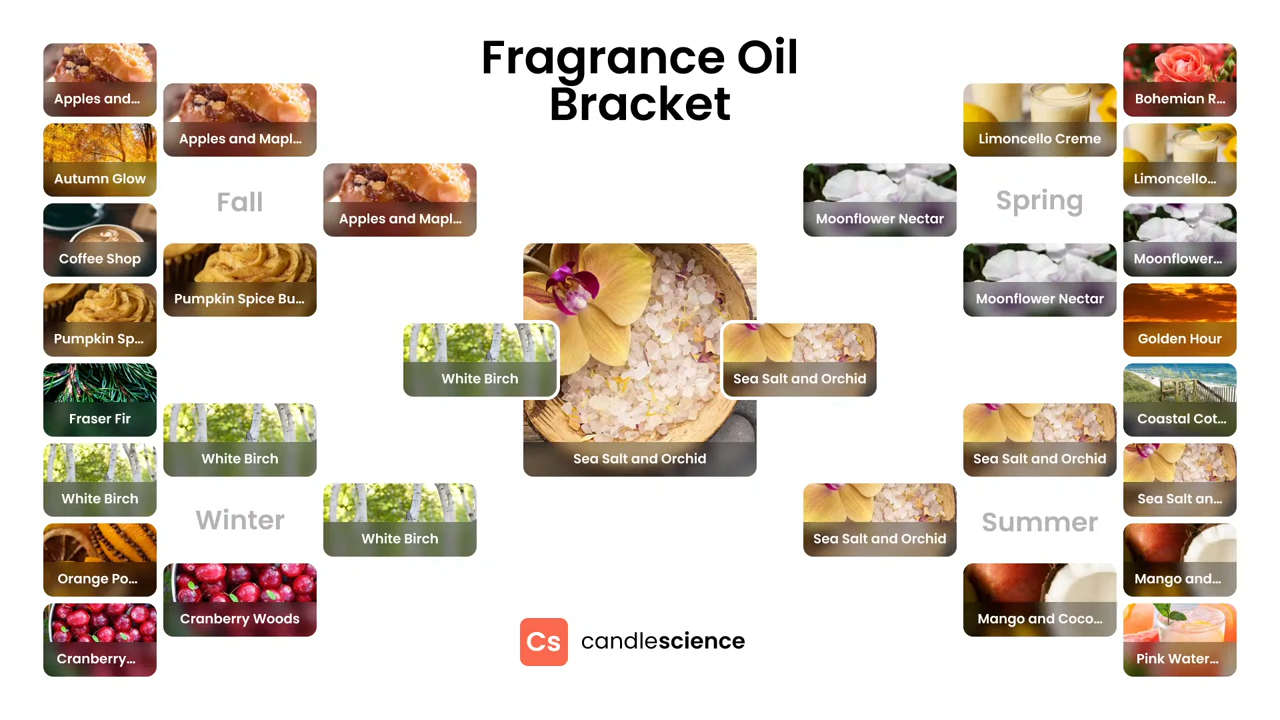 Fragrance Oil
Bracket
Apples and...
Autumn Glow
Coffee Shop
Pumpkin Sp...
Fraser Fir
White Birch
Orange Po...
Cranberry...
Apples and Mapl...
Fall
Pumpkin Spice Bu...
White Birch
Winter
Cranberry Woods
Apples and Mapl...
White Birch
White Birch
Sea Salt and Orchid
Sea Salt and Orchid
Moonflower Nectar
Sea Salt and Orchid
Limoncello Creme
Spring
Moonflower Nectar
Sea Salt and Orchid
Summer
Mango and Coco...
Bohemian R...
Limoncello...
Moonflower...
Golden Hour
Coastal Cot...
Sea Salt an...
Mango and...
Pink Water...
Cs candlescience